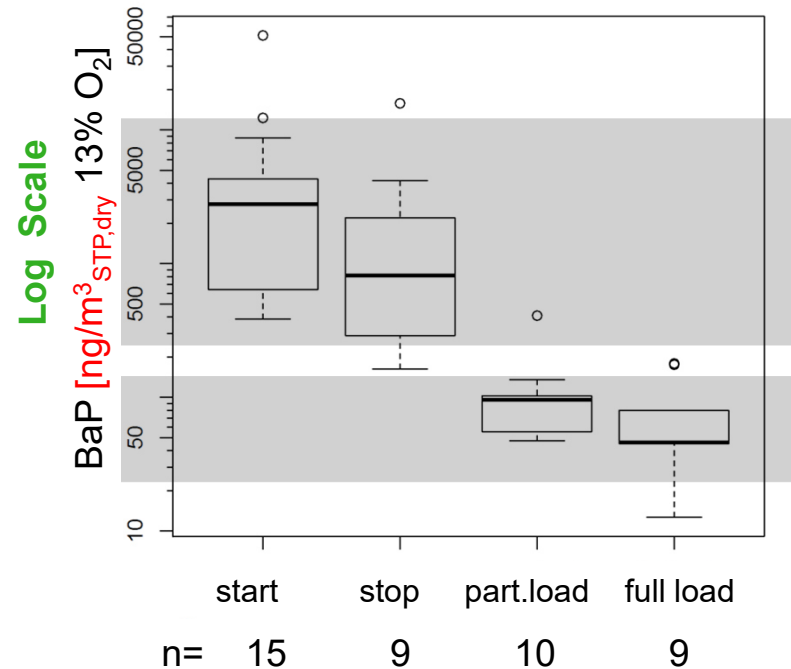 Log Scale
BaP [ng/m³STP,dry 13% O₂]
50000
5000
500
50
10
start stop part.load full load
n= 15 9 10 9